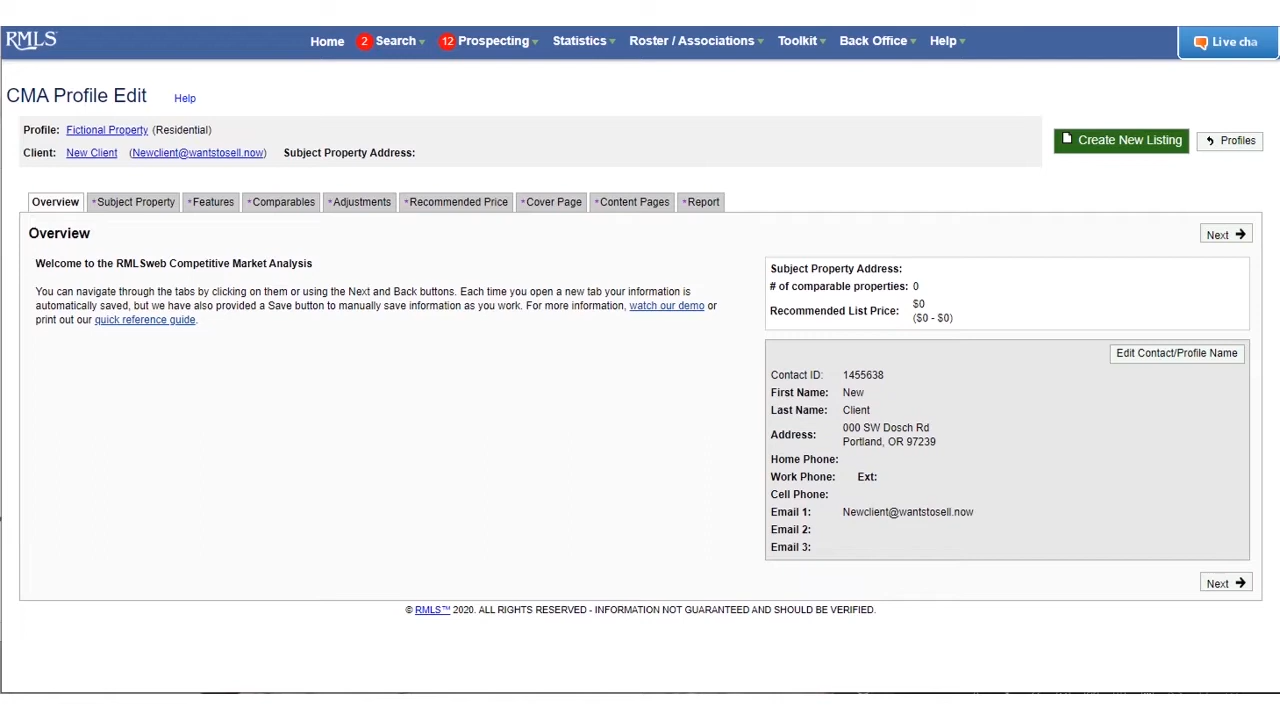 RMLS
Home 2 Search 12 Prospecting Statistics Roster / Associations Toolkit Back Office Help Live cha
CMA Profile Edit Help
Profile: Fictional Property (Residential)
Client: New Client (Newclient@wantstosell.now) Subject Property Address:
Create New Listing Profiles
Overview *Subject Property *Features *Comparables *Adjustments *Recommended Price *Cover Page *Content Pages *Report
Overview
Next
Welcome to the RMLSweb Competitive Market Analysis
You can navigate through the tabs by clicking on them or using the Next and Back buttons. Each time you open a new tab your information is
automatically saved, but we have also provided a Save button to manually save information as you work. For more information, watch our demo or
print out our quick reference guide.
Subject Property Address:
# of comparable properties: 0
Recommended List Price: $0
($0 - $0)
Edit Contact/Profile Name
Contact ID: 1455638
First Name: New
Last Name: Client
Address: 000 SW Dosch Rd
Portland, OR 97239
Home Phone:
Work Phone: Ext:
Cell Phone:
Email 1: Newclient@wantstosell.now
Email 2:
Email 3:
Next
© RMLS™ 2020. ALL RIGHTS RESERVED - INFORMATION NOT GUARANTEED AND SHOULD BE VERIFIED.